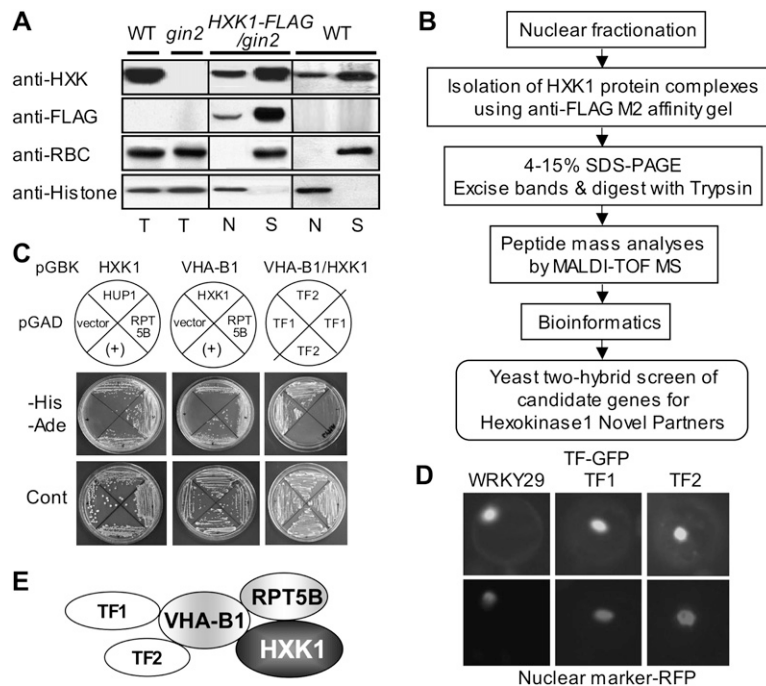 A
WT gin2 HXK1-FLAG /gin2 WT
anti-HXK
anti-FLAG
anti-RBC
anti-Histone
T T N S N S
B
Nuclear fractionation
Isolation of HXK1 protein complexes
using anti-FLAG M2 affinity gel
4-15% SDS-PAGE
Excise bands & digest with Trypsin
Peptide mass analyses
by MALDI-TOF MS
Bioinformatics
Yeast two-hybrid screen of
candidate genes for
Hexokinase1 Novel Partners
C
pGBK HXK1 VHA-B1 VHA-B1/HXK1
pGAD
HUP1
vector
RPT
5B
(+)
HXK1
vector
RPT
5B
(+)
TF2
TF1
TF1
TF2
-His
-Ade
Cont
D
TF-GFP
WRKY29 TF1 TF2
Nuclear marker-RFP
E
TF1
TF2
VHA-B1
RPT5B
HXK1